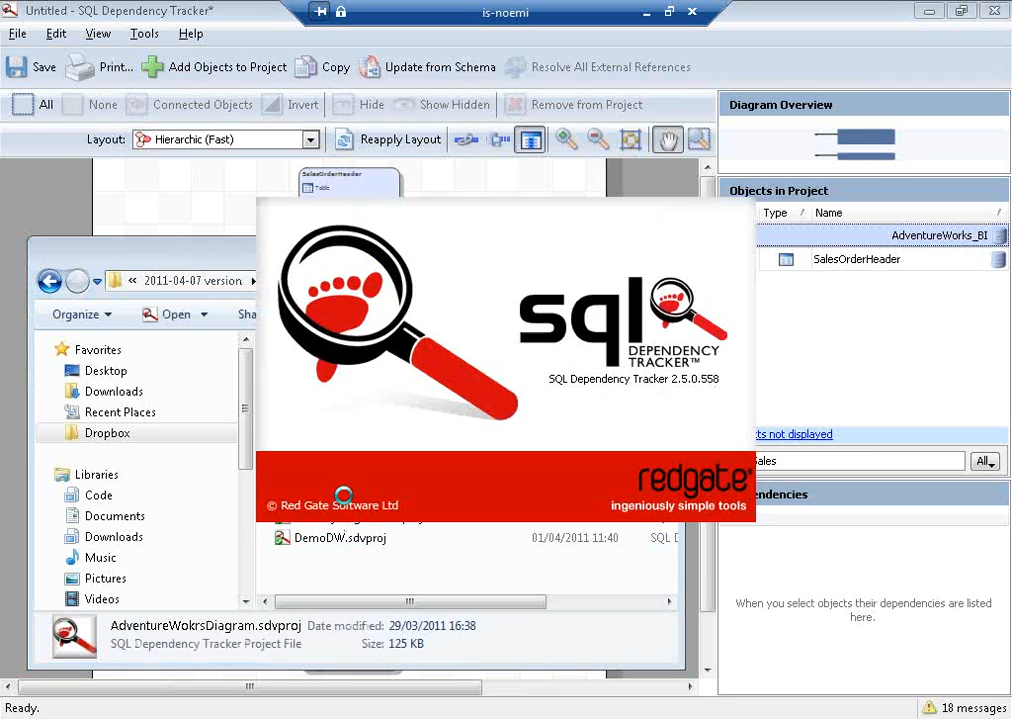 Untitled - SQL Dependency Tracker*
is-noemi
File Edit View Tools Help
Save Print... Add Objects to Project Copy Update from Schema Resolve All External References
All None Connected Objects Invert Hide Show Hidden Remove from Project
Layout: Hierarchic (Fast) Reapply Layout
Diagram Overview
Objects in Project
Type Name
AdventureWorks_BI
SalesOrderHeader
SalesOrderHeader
Table
« 2011-04-07 version
Organize Open Sha
Favorites
Desktop
Downloads
Recent Places
Dropbox
Libraries
Code
Documents
Downloads
Music
Pictures
Videos
sql
DEPENDENCY
TRACKER™
SQL Dependency Tracker 2.5.0.558
redgate®
© Red Gate Software Ltd
ingeniously simple tools
DemoDW.sdvproj 01/04/2011 11:40 SQL D
AdventureWokrsDiagram.sdvproj Date modified: 29/03/2011 16:38
SQL Dependency Tracker Project File Size: 125 KB
ts not displayed
Sales All
endencies
When you select objects their dependencies are listed
here.
Ready.
18 messages